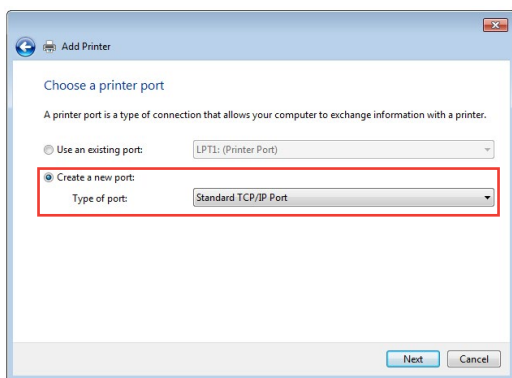 Add Printer
Choose a printer port
A printer port is a type of connection that allows your computer to exchange information with a printer.
Use an existing port: LPT1: (Printer Port)
Create a new port:
Type of port: Standard TCP/IP Port
Next Cancel